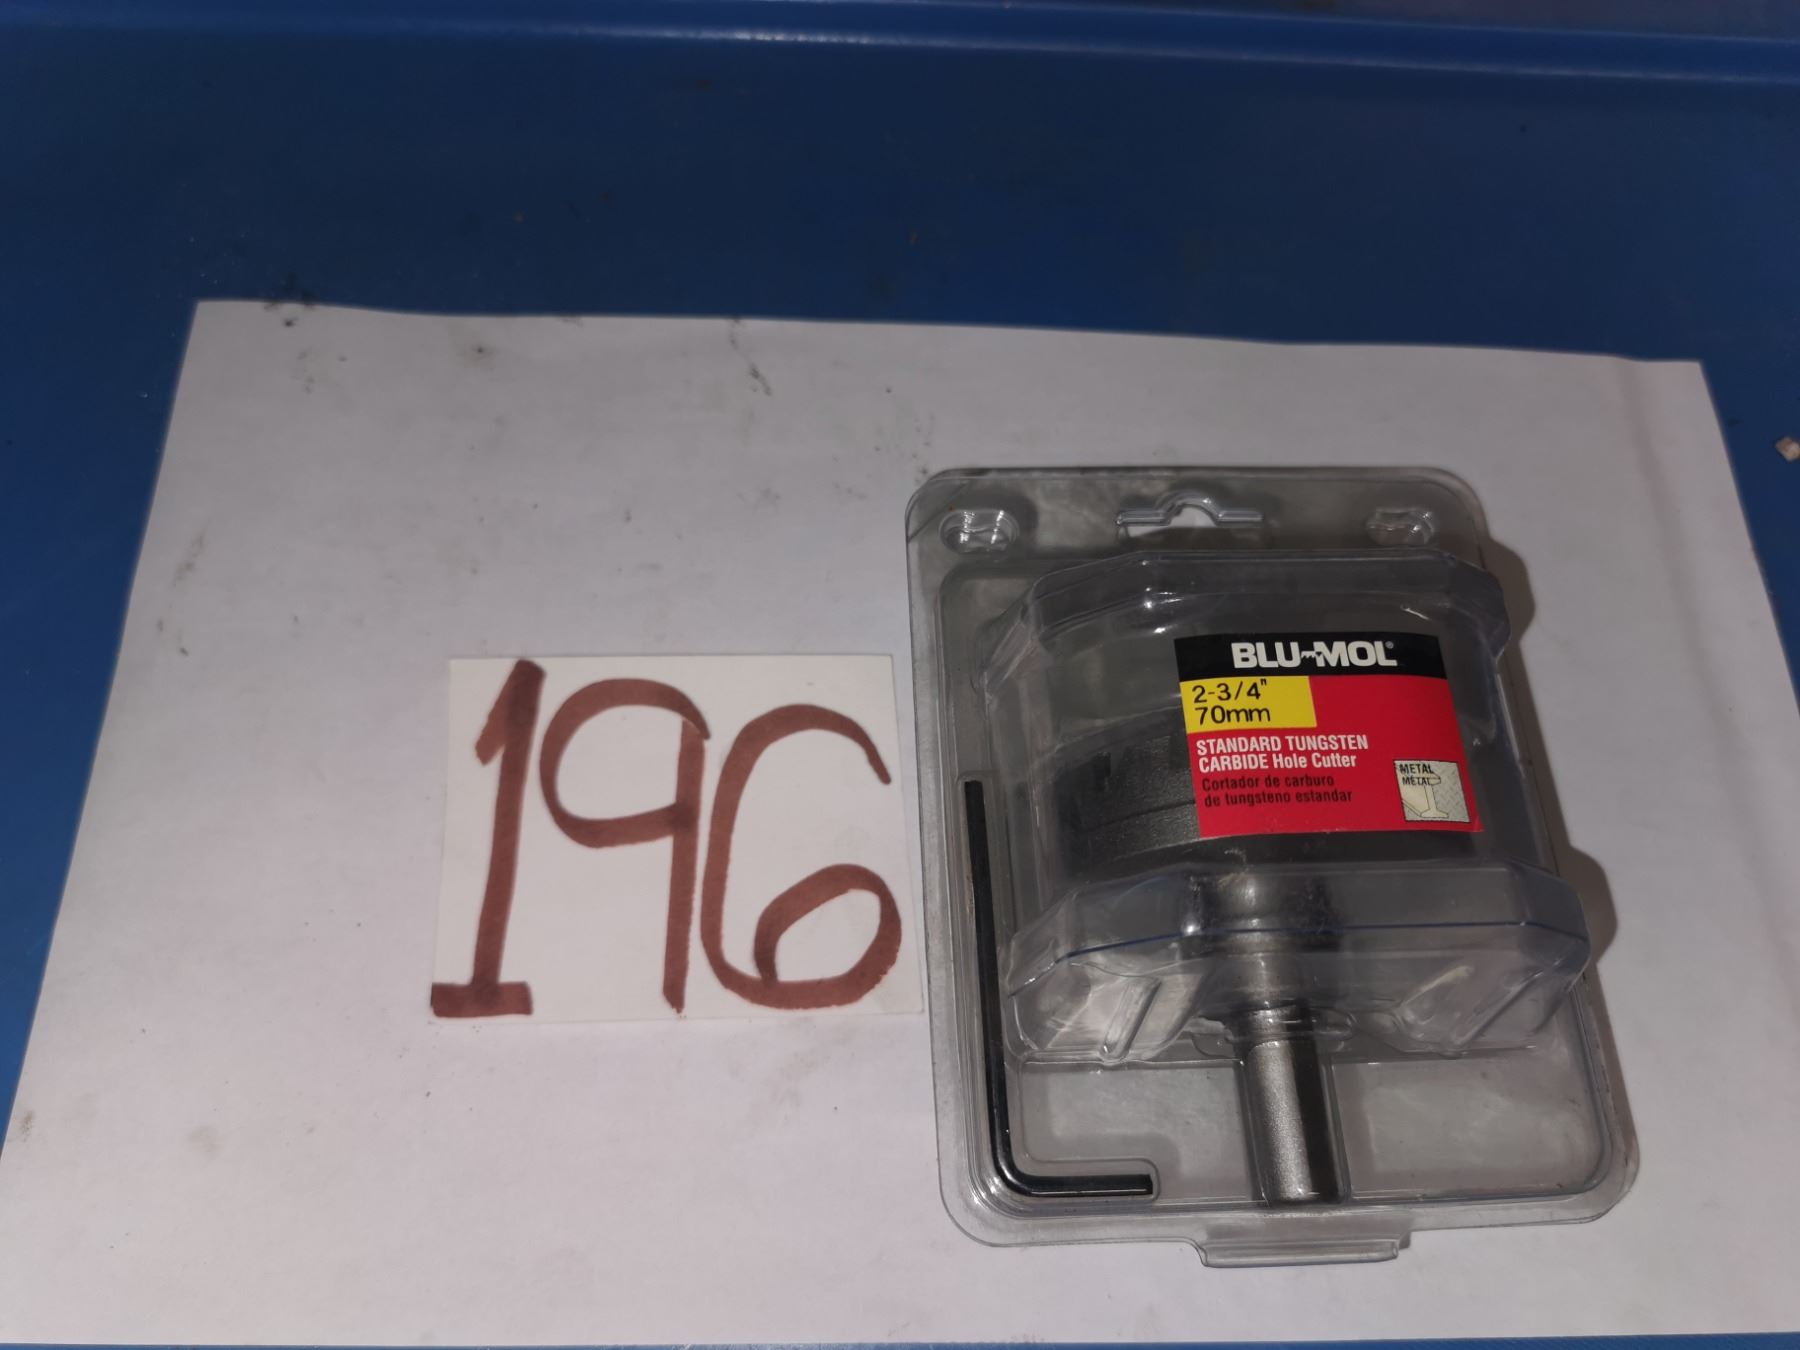 196
BLU-MOL®
2-3/4"
70mm
STANDARD TUNGSTEN
CARBIDE Hole Cutter
Cortador de carburo
de tungsteno estandar
METAL
METAL